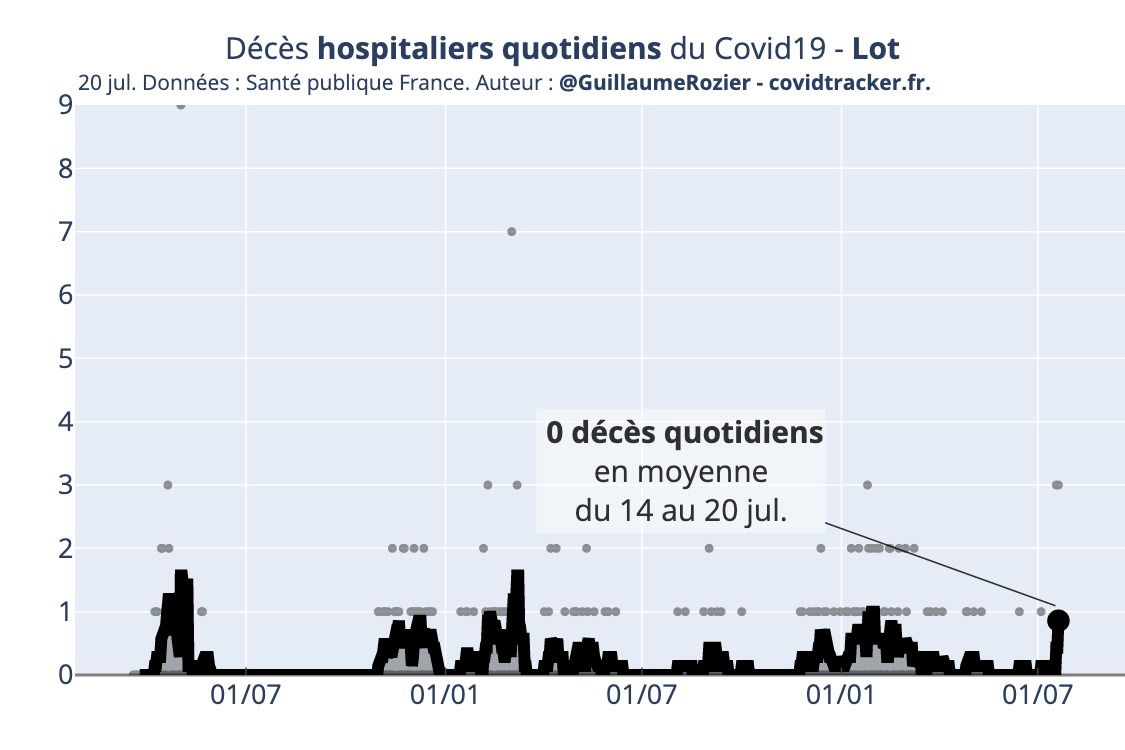 Décès hospitaliers quotidiens du Covid19 - Lot
20 jul. Données : Santé publique France. Auteur : @GuillaumeRozier - covidtracker.fr.
9
8
7
6
5
4
3
2
1
0
0 décès quotidiens
en moyenne
du 14 au 20 jul.
01/07 01/01 01/07 01/01 01/07